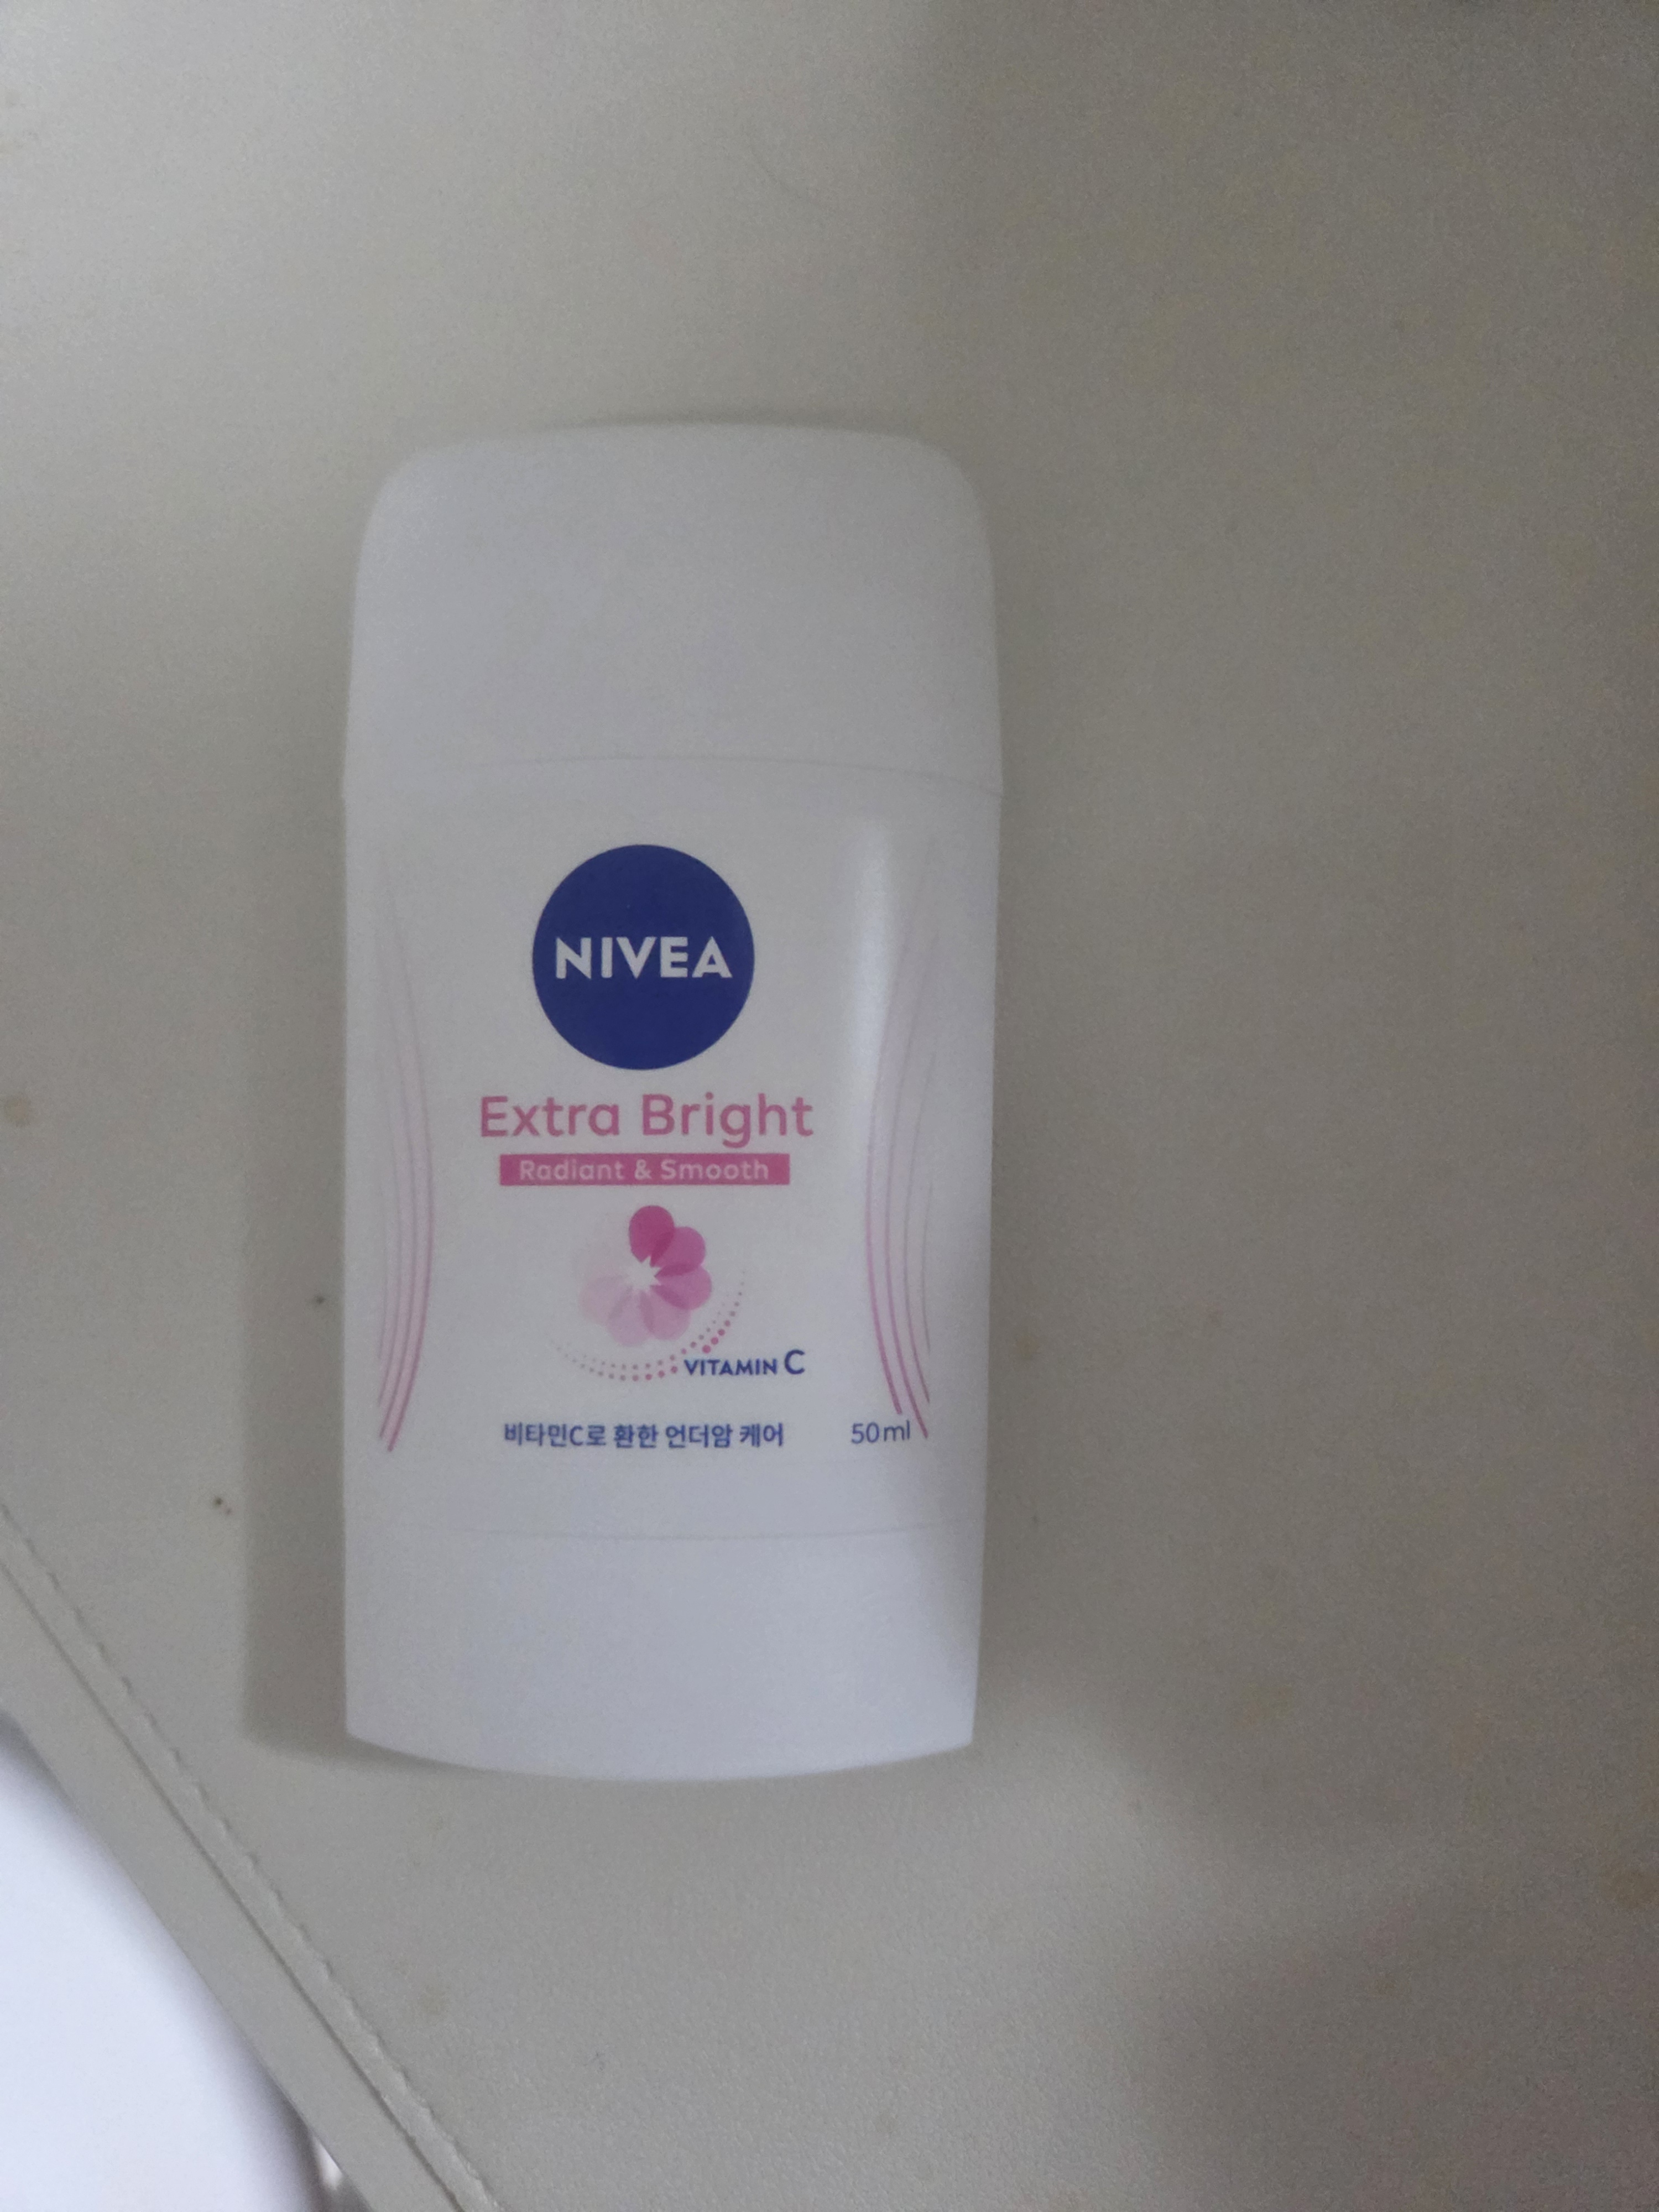 NIVEA
Extra Bright
Radiant & Smooth
VITAMIN C
비타민C로 환한 언더암 케어
50ml